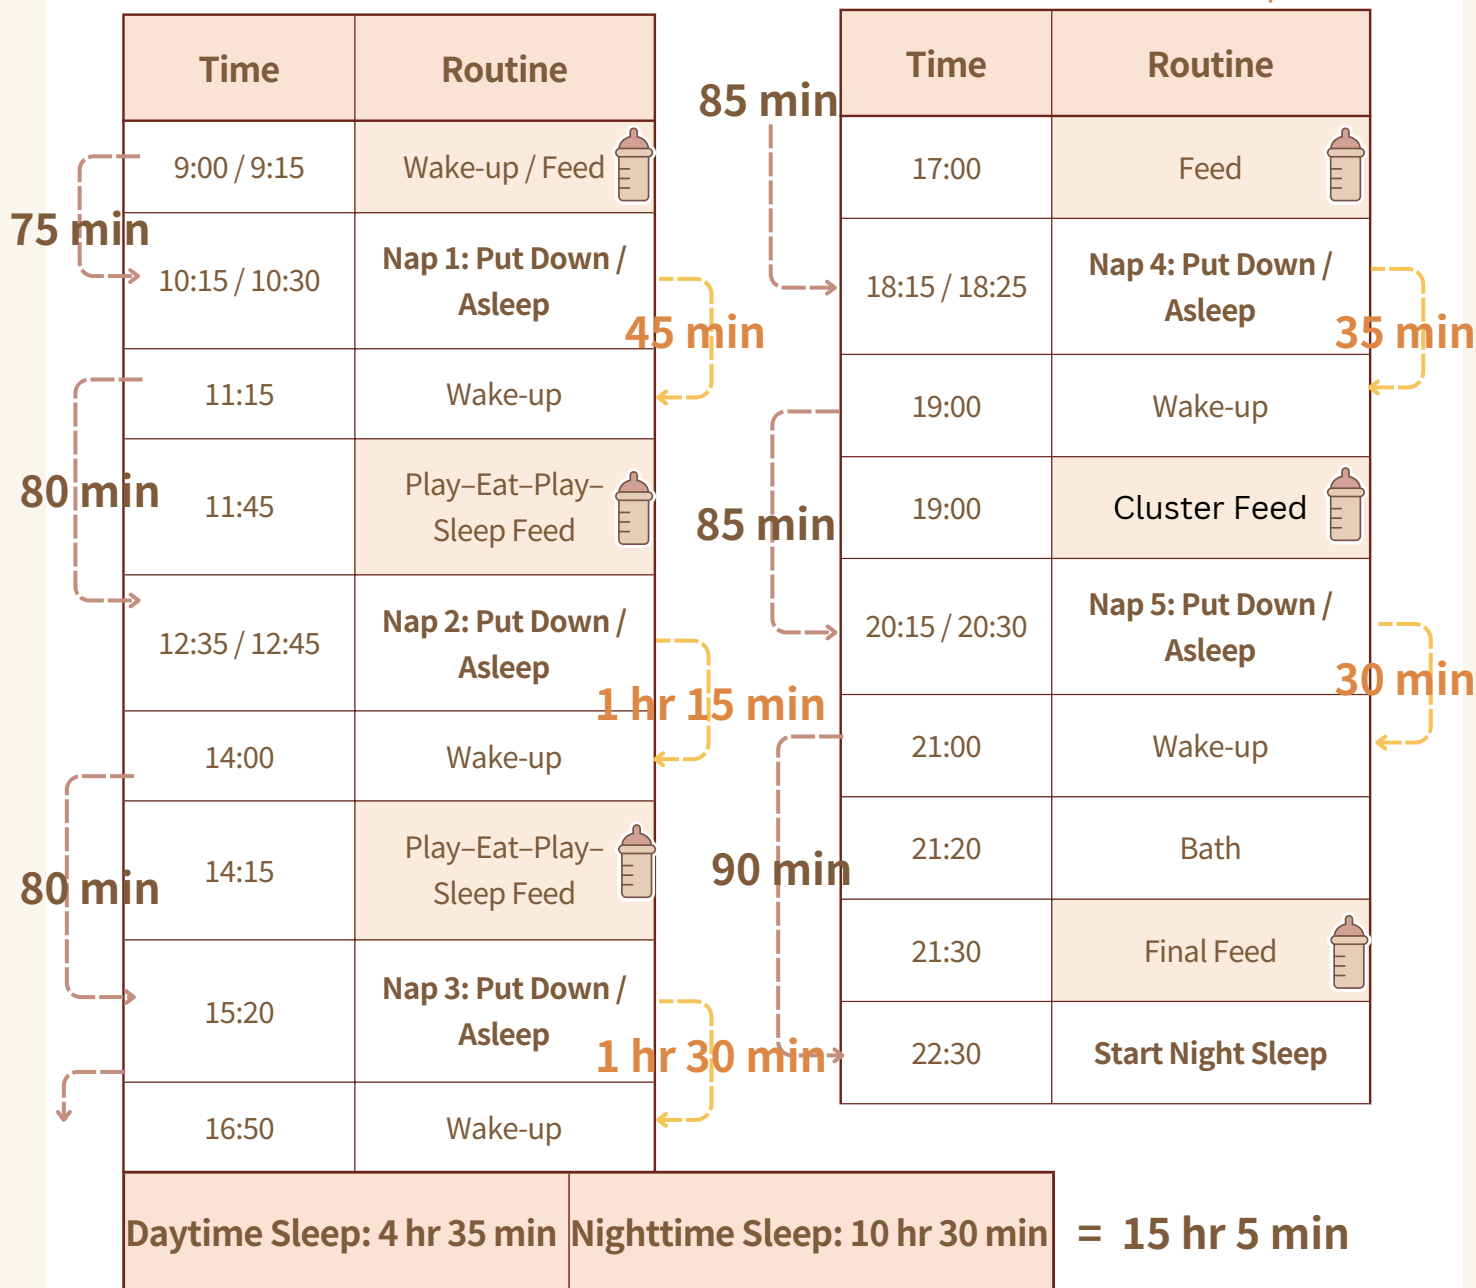 Time Routine
9:00 / 9:15 Wake-up / Feed
75 min
10:15 / 10:30 Nap 1: Put Down /
Asleep
45 min
11:15 Wake-up
80 min
11:45 Play–Eat–Play–
Sleep Feed
12:35 / 12:45 Nap 2: Put Down /
Asleep
1 hr 15 min
14:00 Wake-up
80 min
14:15 Play–Eat–Play–
Sleep Feed
15:20 Nap 3: Put Down /
Asleep
1 hr 30 min
16:50 Wake-up
Time Routine
85 min
17:00 Feed
18:15 / 18:25 Nap 4: Put Down /
Asleep
35 min
19:00 Wake-up
85 min
19:00 Cluster Feed
20:15 / 20:30 Nap 5: Put Down /
Asleep
30 min
21:00 Wake-up
90 min
21:20 Bath
21:30 Final Feed
22:30 Start Night Sleep
Daytime Sleep: 4 hr 35 min Nighttime Sleep: 10 hr 30 min = 15 hr 5 min